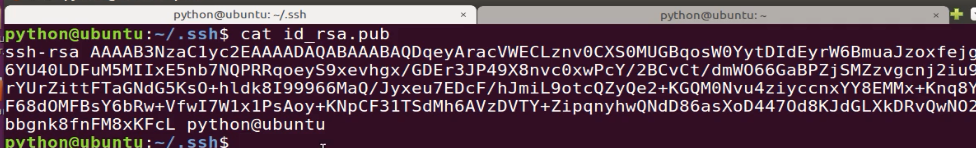 python@ubuntu: ~/.ssh × python@ubuntu: ~ ×
python@ubuntu:~/.ssh$ cat id_rsa.pub
ssh-rsa AAAAB3NzaC1yc2EAAAADAQABAAABAQDqeyAracVWECLznv0CXS0MUGBqosW0YytDIdEyrW6BmuaJzoxfejg
6YU40LDFuM5MIIxE5nb7NQPRRqoeyS9xevhgx/GDEr3JP49X8nvc0xwPcY/2BCvCt/dmWO66GaBPZjSMZzvgcnj2iu9
rYUrZittFTaGNdG5KsO+hldk8I99966MaQ/Jyxeu7EDcF/hJmiL9otcQZyQe2+KGQM0Nvu4ziyccnxYY8EMMx+Knq8Y
F68dOMFBsY6bRw+VfwI7W1x1PsAoy+KNpCF31TSdMh6AVzDVTY+ZipqnyhwQNdD86asXoD447Od8KJdGLXkDRvQwNO2
bbgnk8fnFM8xKFcL python@ubuntu
python@ubuntu:~/.ssh$